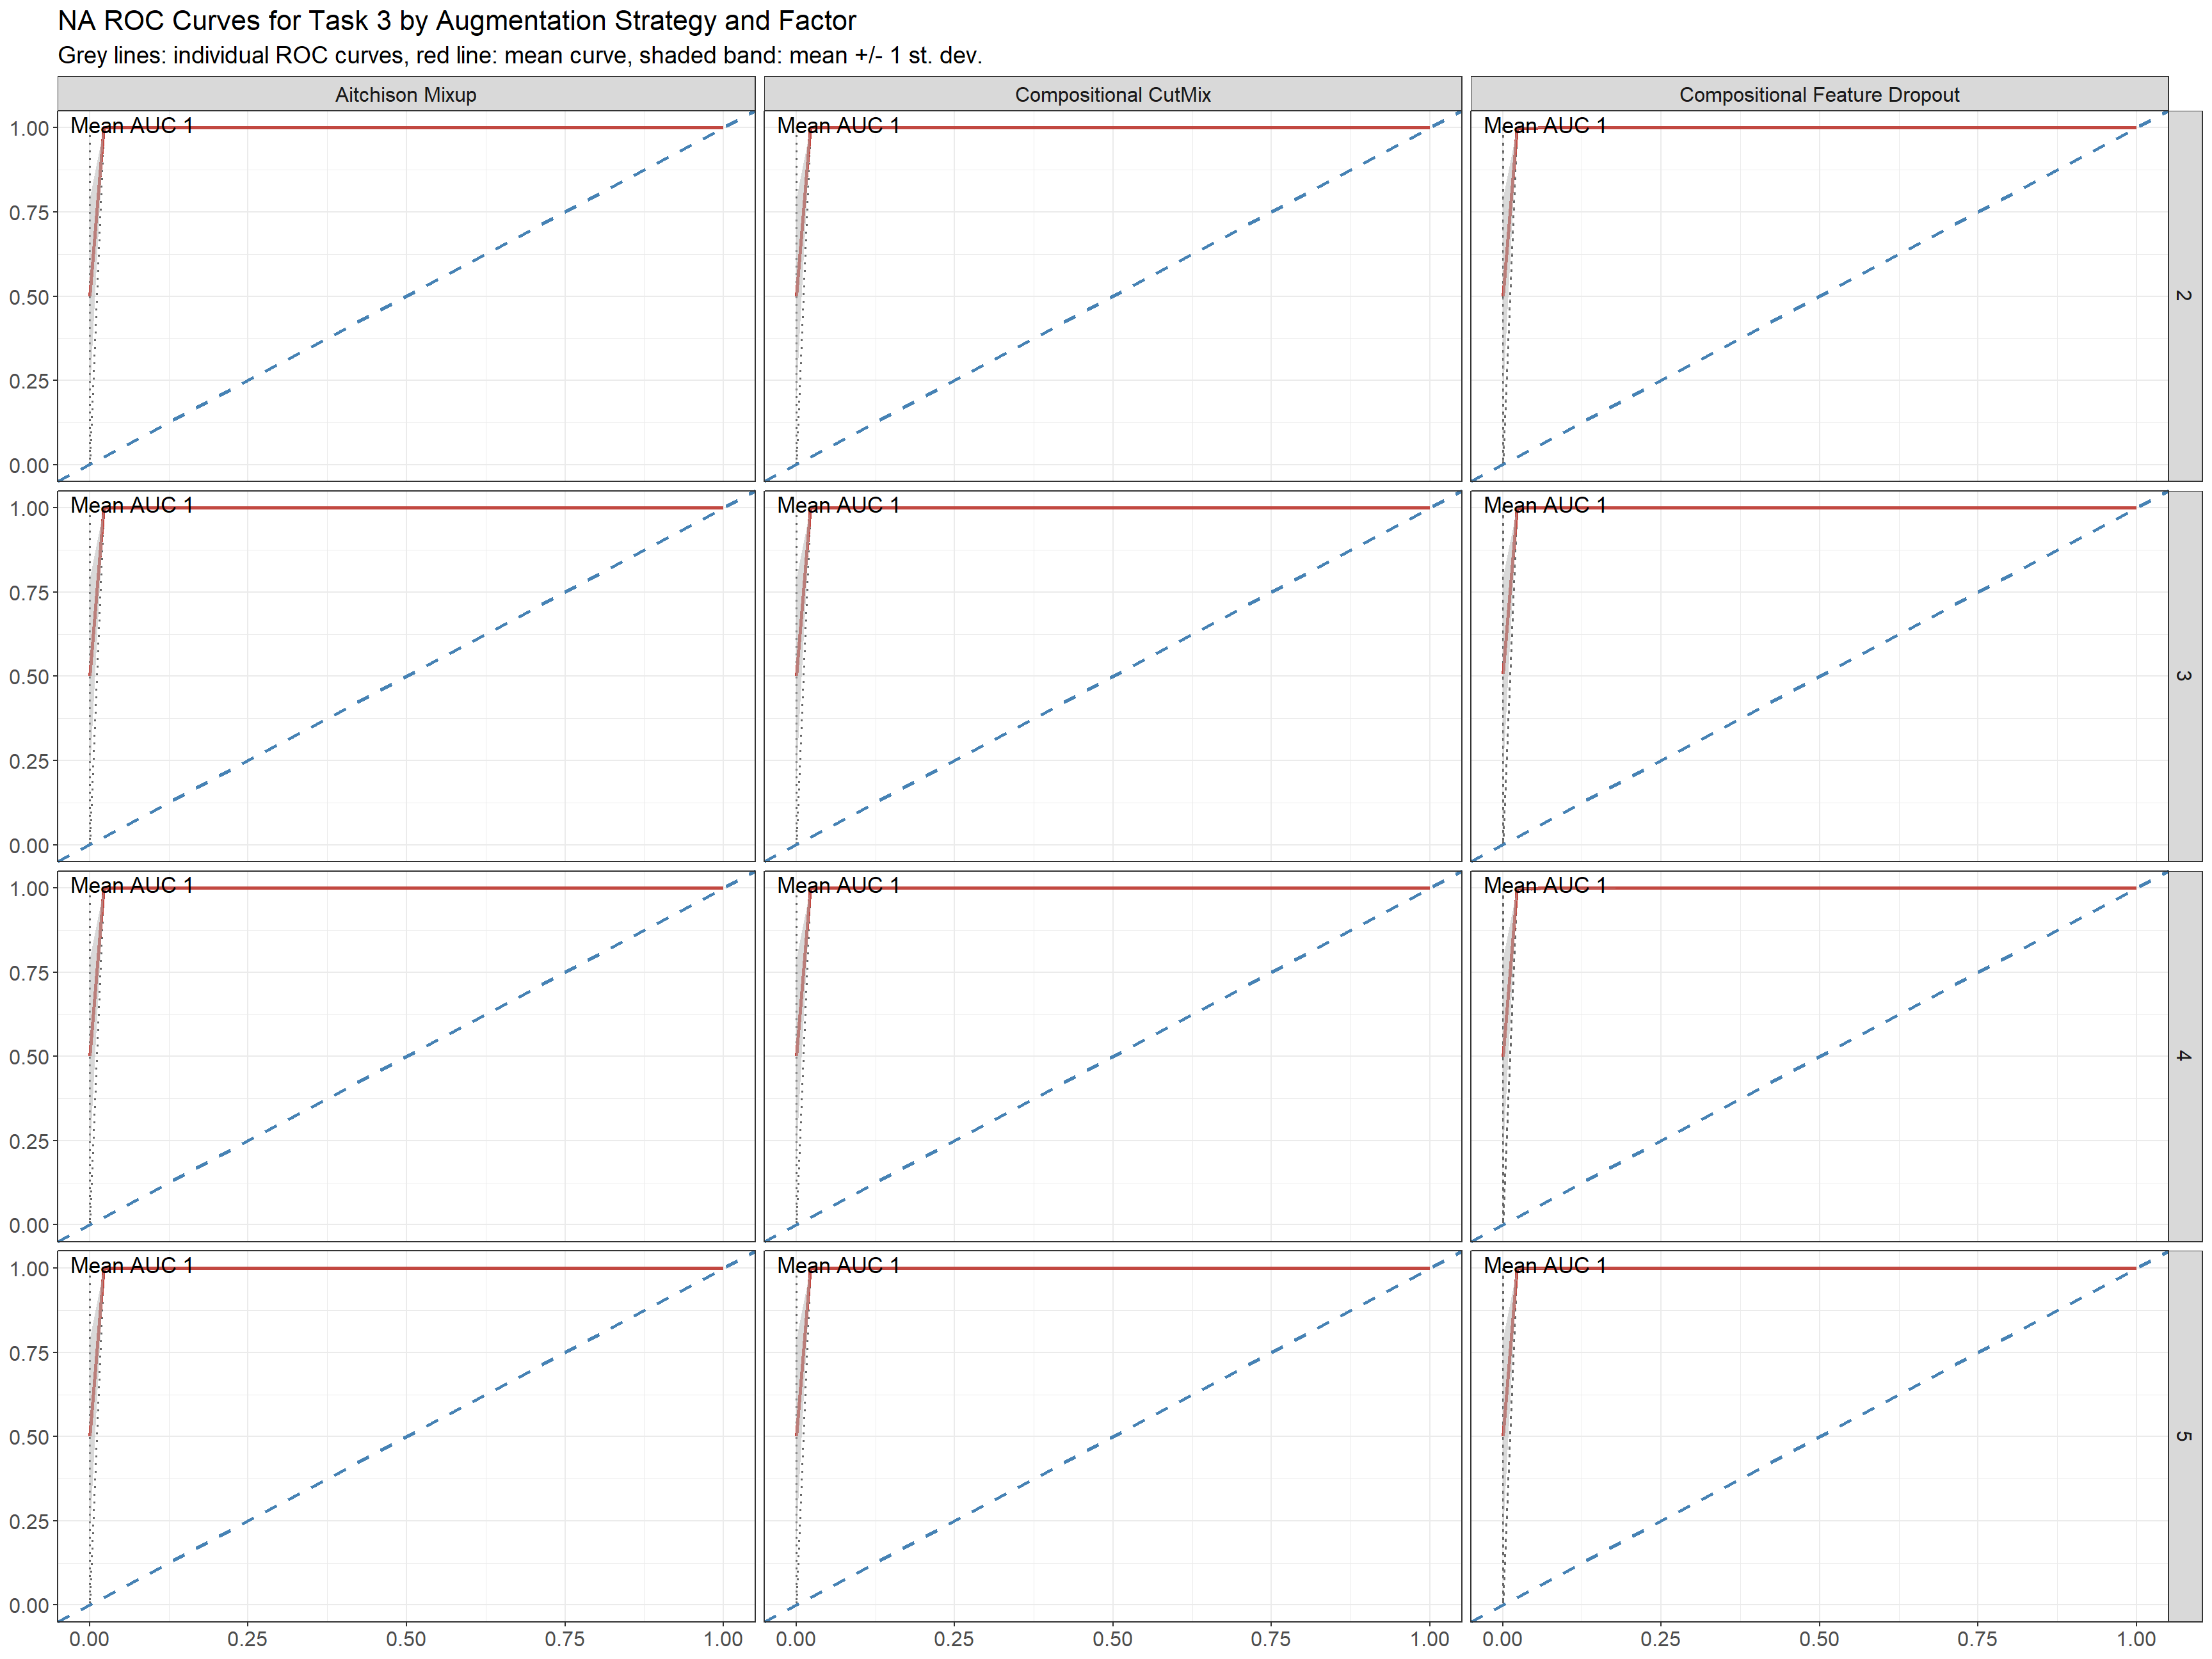 NA ROC Curves for Task 3 by Augmentation Strategy and Factor
Grey lines: individual ROC curves, red line: mean curve, shaded band: mean +/- 1 st. dev.
Aitchison Mixup
Compositional CutMix
Compositional Feature Dropout
Mean AUC 1
Mean AUC 1
Mean AUC 1
1.00
0.75
0.50
0.25
0.00
2
Mean AUC 1
Mean AUC 1
Mean AUC 1
1.00
0.75
0.50
0.25
0.00
3
Mean AUC 1
Mean AUC 1
Mean AUC 1
1.00
0.75
0.50
0.25
0.00
4
Mean AUC 1
Mean AUC 1
Mean AUC 1
1.00
0.75
0.50
0.25
0.00
5
0.00 0.25 0.50 0.75 1.00
0.00 0.25 0.50 0.75 1.00
0.00 0.25 0.50 0.75 1.00